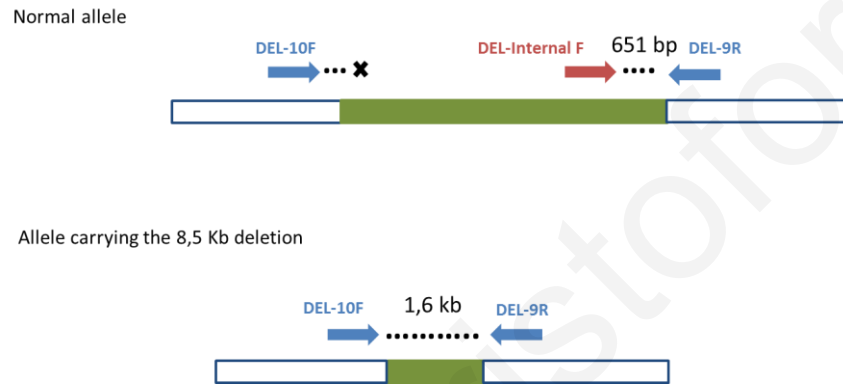 Normal allele
DEL-10F DEL-Internal F 651 bp DEL-9R
Allele carrying the 8,5 Kb deletion
DEL-10F 1,6 kb DEL-9R